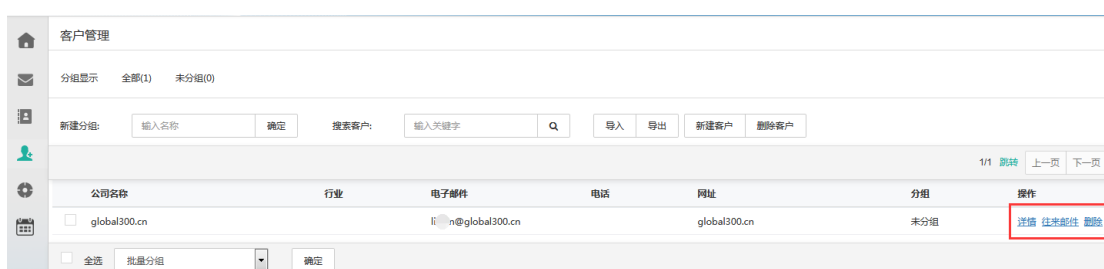 客户管理
分组显示 全部(1) 未分组(0)
新建分组: 输入名称 确定 搜素客户: 输入关键字 导入 导出 新建客户 删除客户
1/1 跳转 上一页 下一页
公司名称 行业 电子邮件 电话 网址 分组 操作
global300.cn li n@global300.cn global300.cn 未分组 详情 往来邮件 删除
全选 批量分组 确定